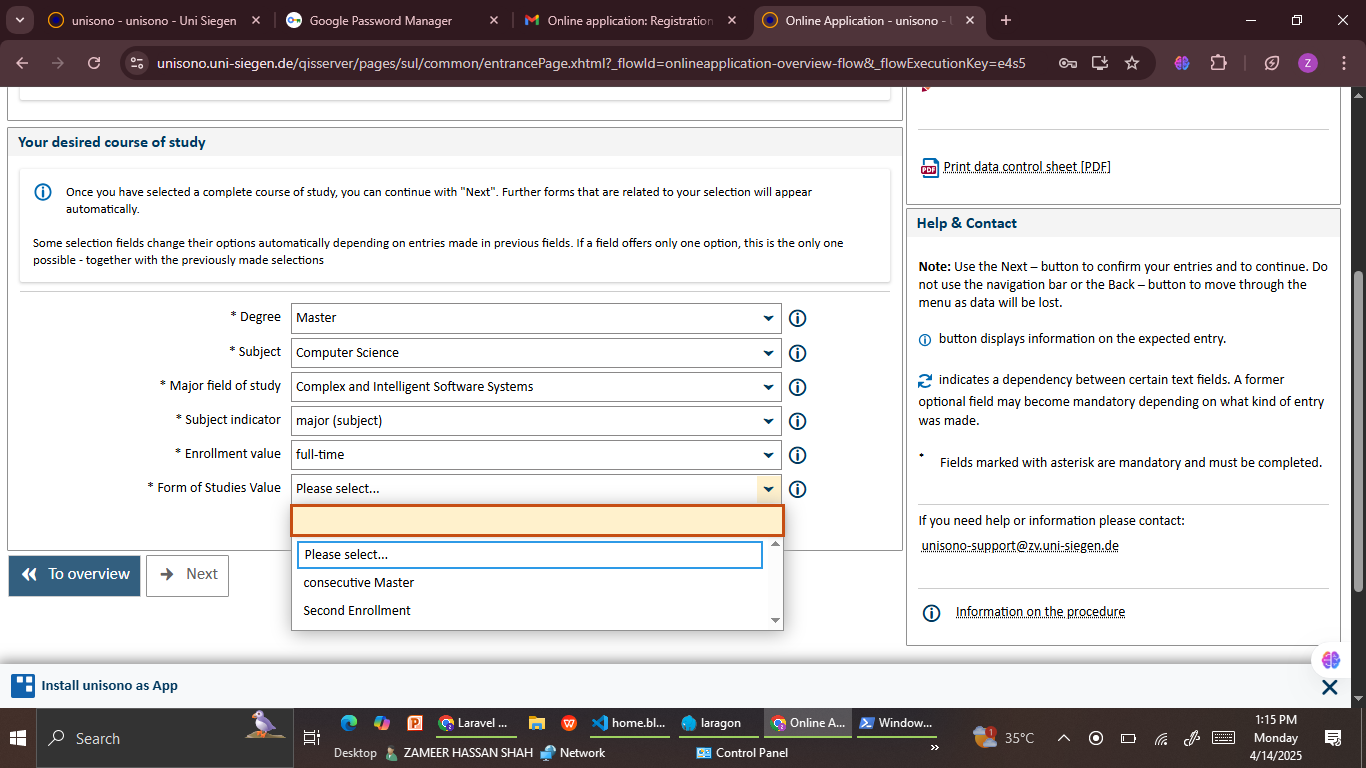 unisono - unisono - Uni Siegen
Google Password Manager
Online application: Registration
Online Application - unisono -
unisono.uni-siegen.de/qisserver/pages/sul/common/entrancePage.xhtml?_flowId=onlineapplication-overview-flow&_flowExecutionKey=e4s5
Z
Your desired course of study
Once you have selected a complete course of study, you can continue with "Next". Further forms that are related to your selection will appear
automatically.
Some selection fields change their options automatically depending on entries made in previous fields. If a field offers only one option, this is the only one
possible - together with the previously made selections
* Degree
Master
* Subject
Computer Science
* Major field of study
Complex and Intelligent Software Systems
* Subject indicator
major (subject)
* Enrollment value
full-time
* Form of Studies Value
Please select...
Please select...
consecutive Master
Second Enrollment
To overview
Next
PDF
Print data control sheet [PDF]
Help & Contact
Note: Use the Next – button to confirm your entries and to continue. Do
not use the navigation bar or the Back – button to move through the
menu as data will be lost.
button displays information on the expected entry.
indicates a dependency between certain text fields. A former
optional field may become mandatory depending on what kind of entry
was made.
* Fields marked with asterisk are mandatory and must be completed.
If you need help or information please contact:
unisono-support@zv.uni-siegen.de
Information on the procedure
Install unisono as App
Search
Laravel ...
home.bl...
laragon
Online A...
Window...
1
35°C
1:15 PM
Monday
4/14/2025
Desktop
ZAMEER HASSAN SHAH
Network
Control Panel